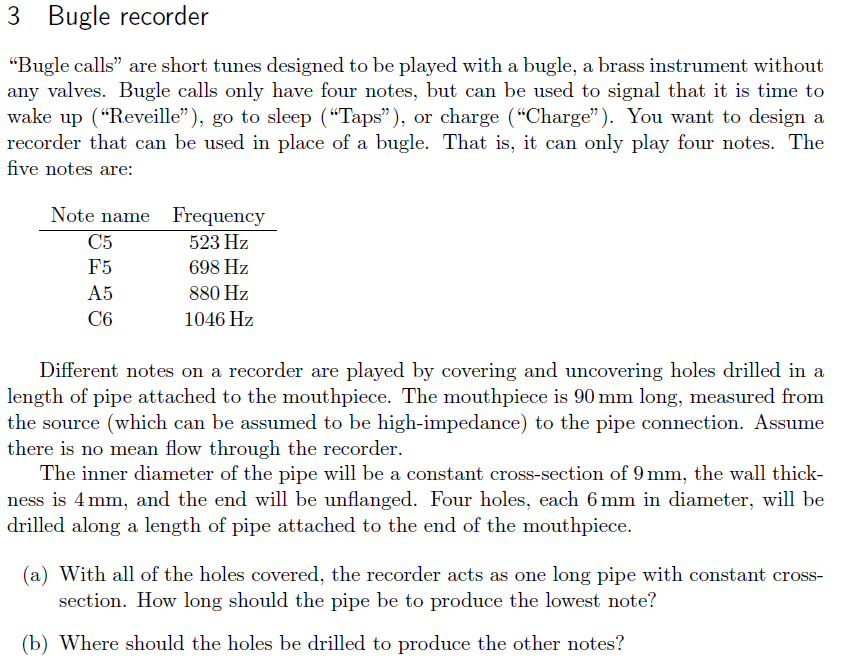 3 Bugle recorder
“Bugle calls” are short tunes designed to be played with a bugle, a brass instrument without
any valves. Bugle calls only have four notes, but can be used to signal that it is time to
wake up (“Reveille”), go to sleep (“Taps”), or charge (“Charge”). You want to design a
recorder that can be used in place of a bugle. That is, it can only play four notes. The
five notes are:
Note name Frequency
C5 523 Hz
F5 698 Hz
A5 880 Hz
C6 1046 Hz
Different notes on a recorder are played by covering and uncovering holes drilled in a
length of pipe attached to the mouthpiece. The mouthpiece is 90 mm long, measured from
the source (which can be assumed to be high-impedance) to the pipe connection. Assume
there is no mean flow through the recorder.
The inner diameter of the pipe will be a constant cross-section of 9 mm, the wall thick-
ness is 4 mm, and the end will be unflanged. Four holes, each 6 mm in diameter, will be
drilled along a length of pipe attached to the end of the mouthpiece.
(a) With all of the holes covered, the recorder acts as one long pipe with constant cross-
section. How long should the pipe be to produce the lowest note?
(b) Where should the holes be drilled to produce the other notes?